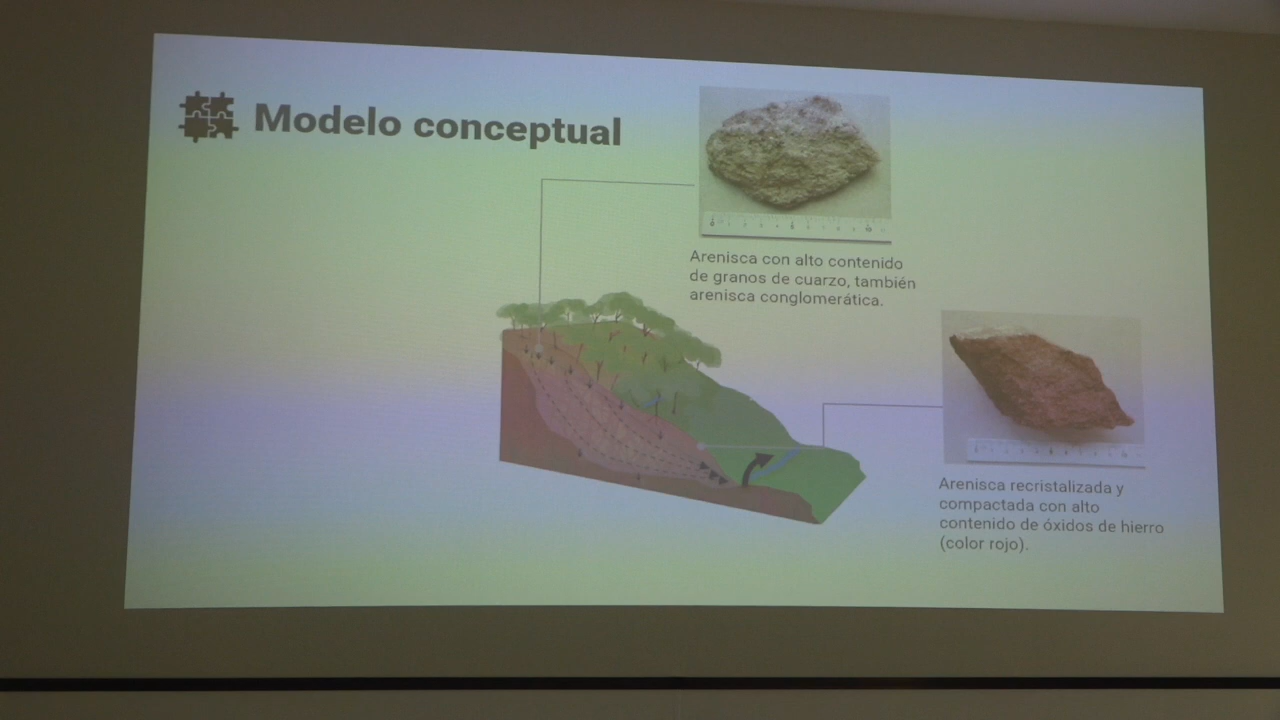 Modelo conceptual
Arenisca con alto contenido
de granos de cuarzo, también
arenisca conglomerática.
Arenisca recristalizada y
compactada con alto
contenido de óxidos de hierro
(color rojo).